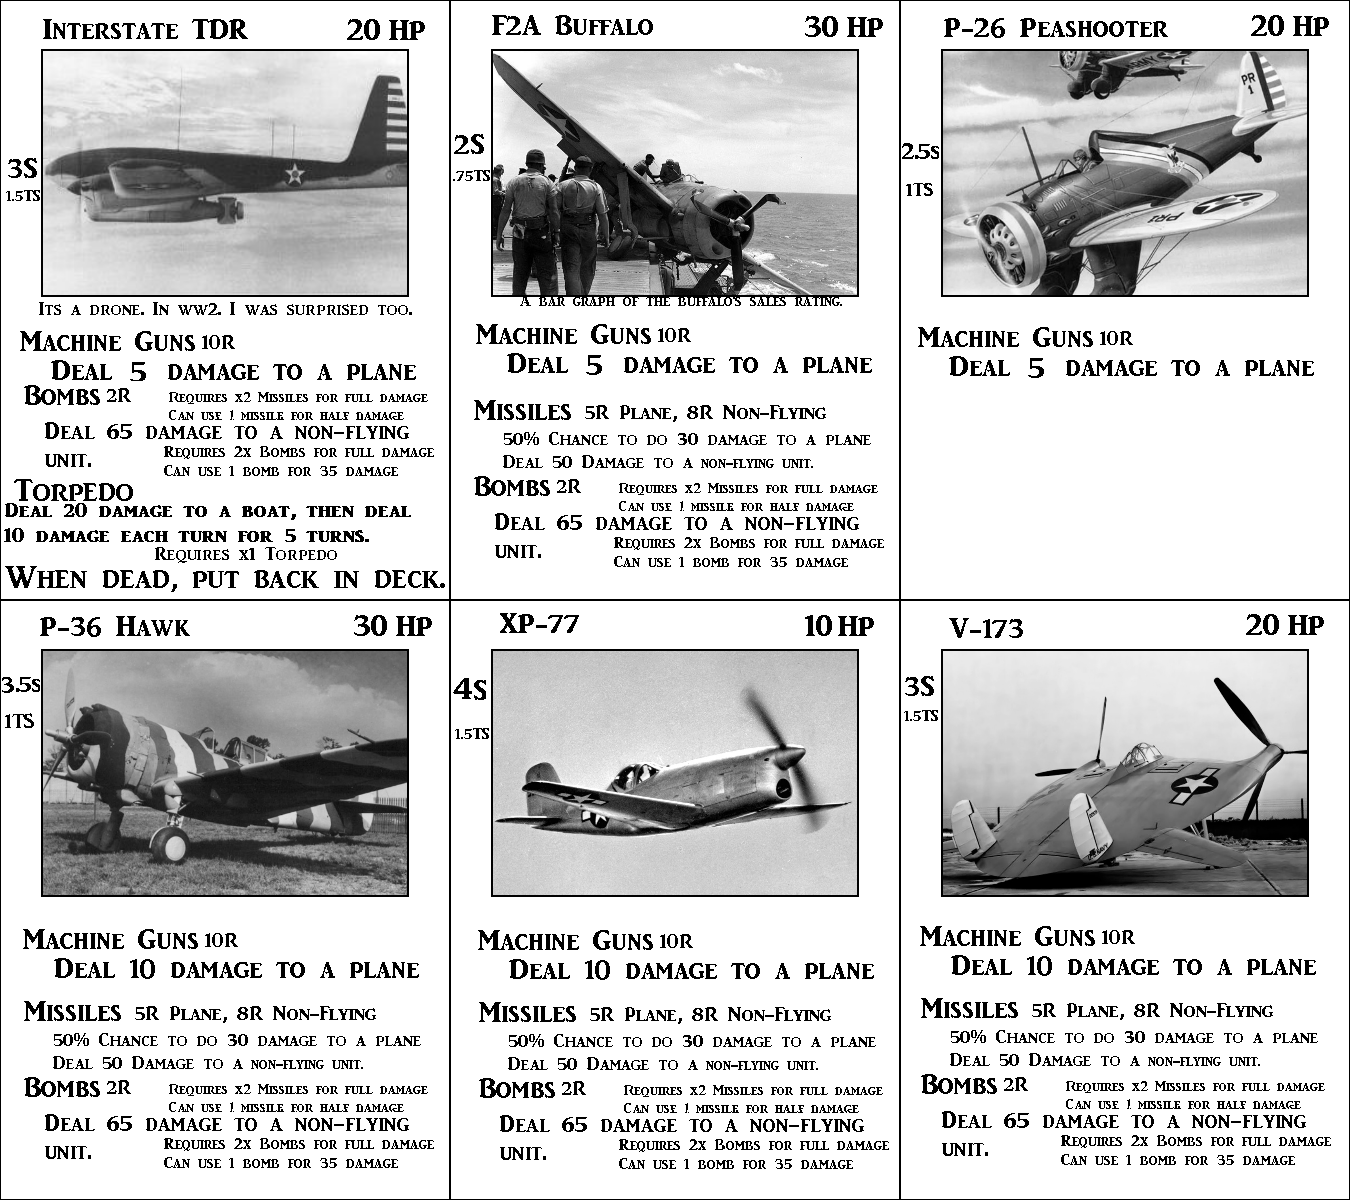 Interstate TDR 20 HP
3S
1.5TS
Its a drone. In ww2. I was surprised too.
Machine Guns 10R
Deal 5 damage to a plane
Bombs 2R Requires x2 Missiles for full damage
Can use 1 missile for half damage
Deal 65 damage to a non-flying
unit. Requires 2x Bombs for full damage
Can use 1 bomb for 35 damage
Torpedo
Deal 20 damage to a boat, then deal
10 damage each turn for 5 turns.
Requires x1 Torpedo
When dead, put back in deck.
F2A Buffalo 30 HP
2S
.75TS
A bar graph of the buffalo's sales rating.
Machine Guns 10R
Deal 5 damage to a plane
Missiles 5R Plane, 8R Non-Flying
50% Chance to do 30 damage to a plane
Deal 50 Damage to a non-flying unit.
Bombs 2R Requires x2 Missiles for full damage
Can use 1 missile for half damage
Deal 65 damage to a non-flying
unit. Requires 2x Bombs for full damage
Can use 1 bomb for 35 damage
P-26 Peashooter 20 HP
2.5s
1TS
ARMY
PR
1
PR1
Machine Guns 10R
Deal 5 damage to a plane
P-36 Hawk 30 HP
3.5s
1TS
Machine Guns 10R
Deal 10 damage to a plane
Missiles 5R Plane, 8R Non-Flying
50% Chance to do 30 damage to a plane
Deal 50 Damage to a non-flying unit.
Bombs 2R Requires x2 Missiles for full damage
Can use 1 missile for half damage
Deal 65 damage to a non-flying
unit. Requires 2x Bombs for full damage
Can use 1 bomb for 35 damage
XP-77 10 HP
4S
1.5TS
Machine Guns 10R
Deal 10 damage to a plane
Missiles 5R Plane, 8R Non-Flying
50% Chance to do 30 damage to a plane
Deal 50 Damage to a non-flying unit.
Bombs 2R Requires x2 Missiles for full damage
Can use 1 missile for half damage
Deal 65 damage to a non-flying
unit. Requires 2x Bombs for full damage
Can use 1 bomb for 35 damage
V-173 20 HP
3S
1.5TS
Machine Guns 10R
Deal 10 damage to a plane
Missiles 5R Plane, 8R Non-Flying
50% Chance to do 30 damage to a plane
Deal 50 Damage to a non-flying unit.
Bombs 2R Requires x2 Missiles for full damage
Can use 1 missile for half damage
Deal 65 damage to a non-flying
unit. Requires 2x Bombs for full damage
Can use 1 bomb for 35 damage